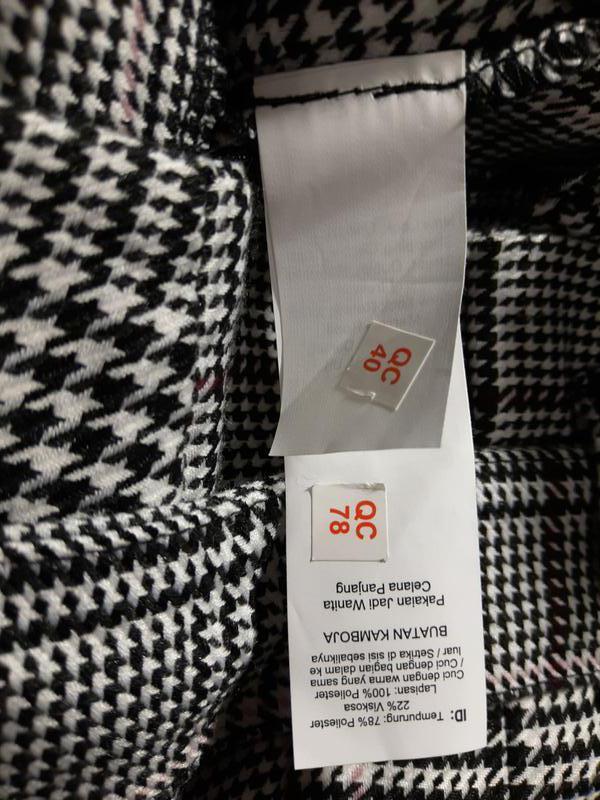 QC
40
QC
78
ID: Tempurung: 78% Poliester
22% Viskosa
Lapisan: 100% Poliester
/ Cuci dengan warna yang sama
/ Cuci dengan bagian dalam ke
luar / Setrika di sisi sebaliknya
BUATAN KAMBOJA
Pakaian Jadi Wanita
Celana Panjang